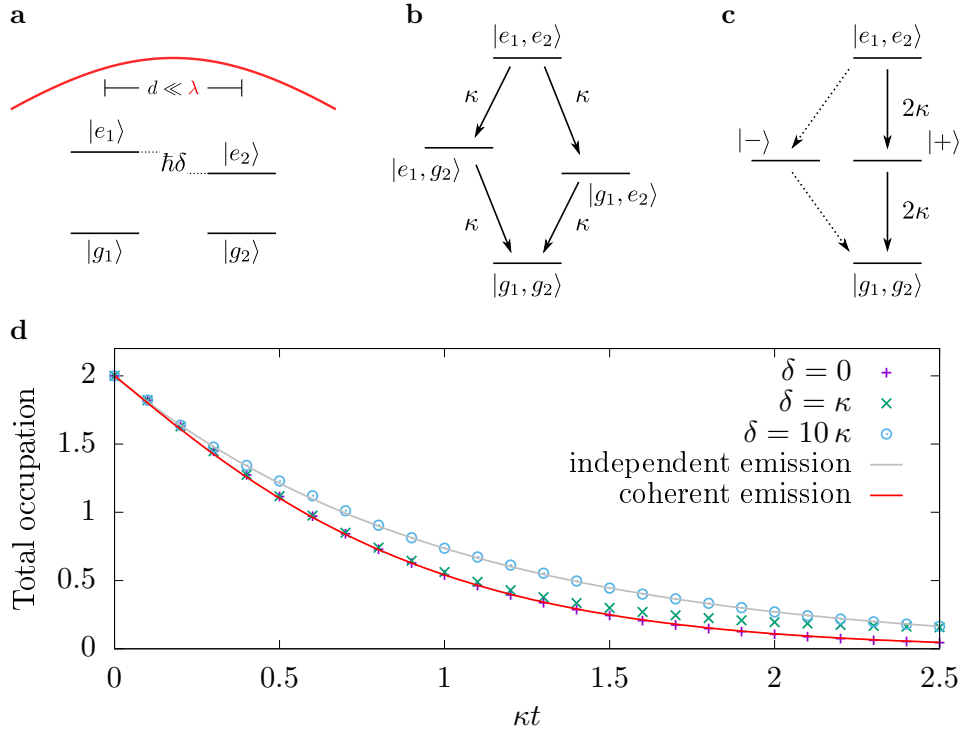 a
d ≪ λ
|e₁⟩
ħδ
|e₂⟩
|g₁⟩
|g₂⟩
b
|e₁, e₂⟩
κ
κ
|e₁, g₂⟩
|g₁, e₂⟩
κ
κ
|g₁, g₂⟩
c
|e₁, e₂⟩
2κ
|−⟩
|+⟩
2κ
|g₁, g₂⟩
d
Total occupation
2
1.5
1
0.5
0
δ = 0
δ = κ
δ = 10 κ
independent emission
coherent emission
0
0.5
1
1.5
2
2.5
κt